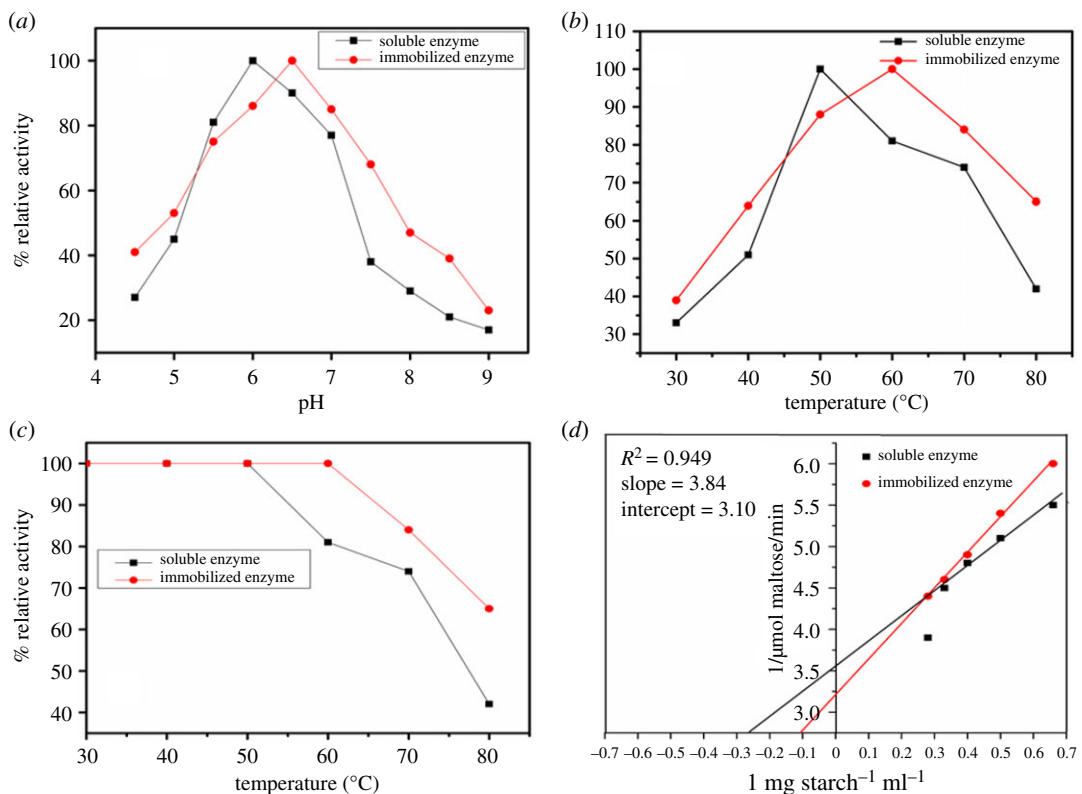 (a)
soluble enzyme
immobilized enzyme
100
80
60
40
20
% relative activity
4 5 6 7 8 9
pH
(b)
soluble enzyme
immobilized enzyme
110
100
90
80
70
60
50
40
30
30 40 50 60 70 80
temperature (°C)
(c)
100
90
80
70
60
50
40
% relative activity
soluble enzyme
immobilized enzyme
30 40 50 60 70 80
temperature (°C)
(d)
R² = 0.949
slope = 3.84
intercept = 3.10
soluble enzyme
immobilized enzyme
6.0
5.5
5.0
4.5
4.0
3.5
3.0
1/µmol maltose/min
–0.7 –0.6 –0.5 –0.4 –0.3 –0.2 –0.1 0 0.1 0.2 0.3 0.4 0.5 0.6 0.7
1 mg starch⁻¹ ml⁻¹